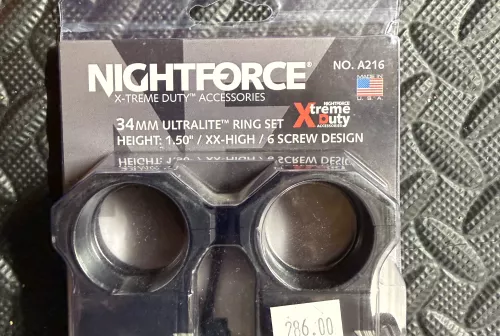 NIGHTFORCE®
NO. A216
X-TREME DUTY™ ACCESSORIES
MADE IN
U.S.A.
34MM ULTRALITE™ RING SET
NIGHTFORCE
Xtreme
Duty
ACCESSORIES
HEIGHT: 1.50" / XX-HIGH / 6 SCREW DESIGN
286.00